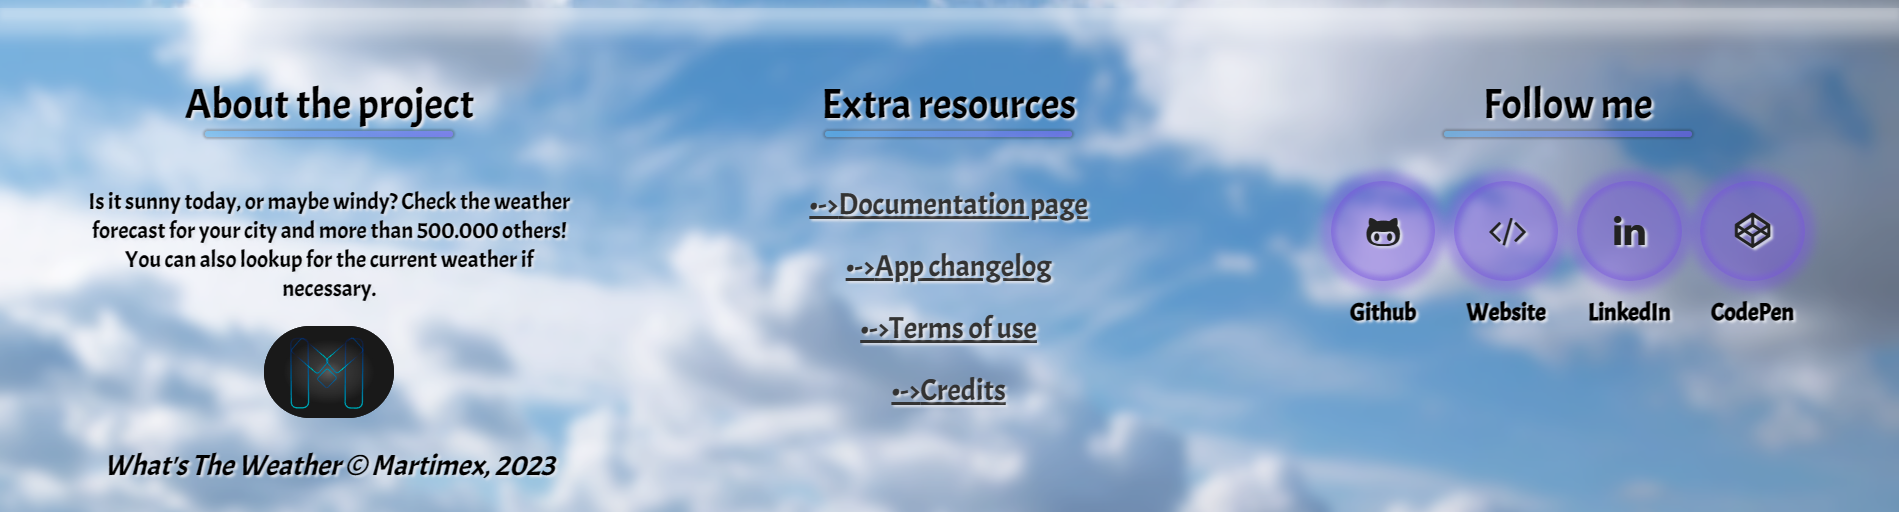 About the project
Is it sunny today, or maybe windy? Check the weather
forecast for your city and more than 500.000 others!
You can also lookup for the current weather if
necessary.
What's The Weather © Martimex, 2023
Extra resources
•->Documentation page
•->App changelog
•->Terms of use
•->Credits
Follow me
Github
Website
LinkedIn
CodePen